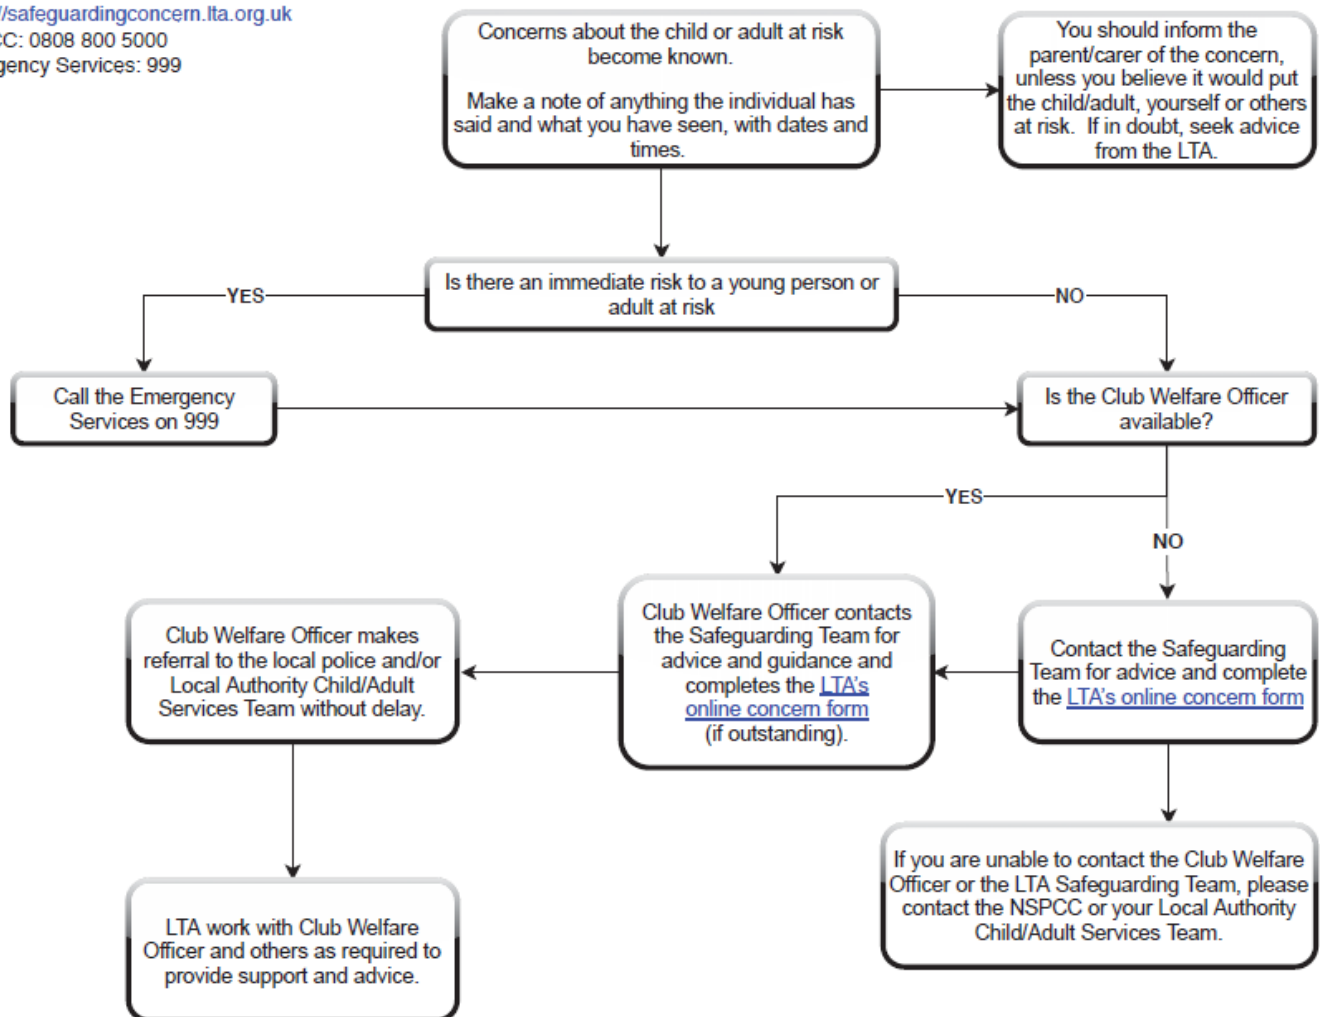 //safeguardingconcern.lta.org.uk
CC: 0808 800 5000
gency Services: 999
Concerns about the child or adult at risk
become known.
Make a note of anything the individual has
said and what you have seen, with dates and
times.
You should inform the
parent/carer of the concern,
unless you believe it would put
the child/adult, yourself or others
at risk. If in doubt, seek advice
from the LTA.
Is there an immediate risk to a young person or
adult at risk
YES
NO
Call the Emergency
Services on 999
Is the Club Welfare Officer
available?
YES
NO
Club Welfare Officer makes
referral to the local police and/or
Local Authority Child/Adult
Services Team without delay.
Club Welfare Officer contacts
the Safeguarding Team for
advice and guidance and
completes the LTA's
online concern form
(if outstanding).
Contact the Safeguarding
Team for advice and complete
the LTA's online concern form
If you are unable to contact the Club Welfare
Officer or the LTA Safeguarding Team, please
contact the NSPCC or your Local Authority
Child/Adult Services Team.
LTA work with Club Welfare
Officer and others as required to
provide support and advice.